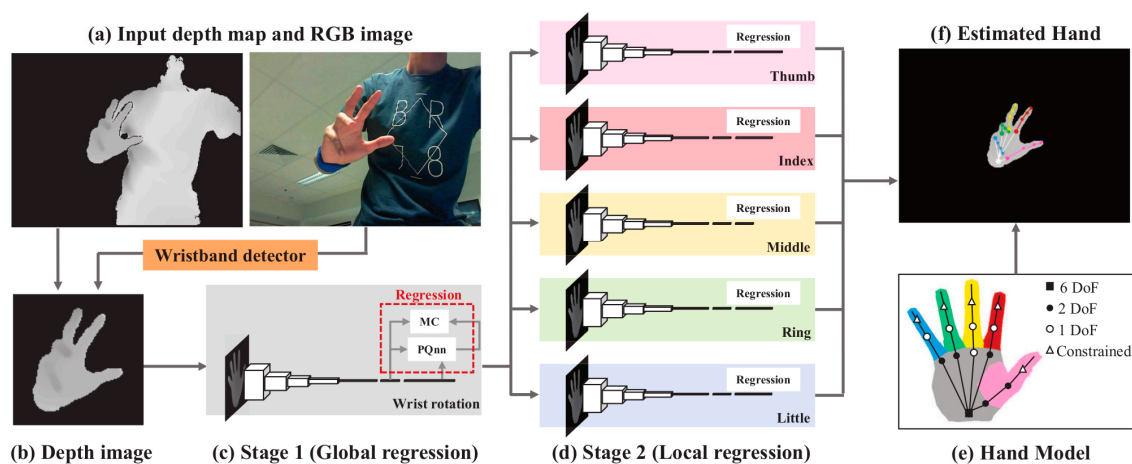 (a) Input depth map and RGB image
B R
7 8
Wristband detector
(b) Depth image
Regression
MC
PQnn
Wrist rotation
(c) Stage 1 (Global regression)
Regression
Thumb
Regression
Index
Regression
Middle
Regression
Ring
Regression
Little
(d) Stage 2 (Local regression)
(f) Estimated Hand
6 DoF
2 DoF
1 DoF
Constrained
(e) Hand Model